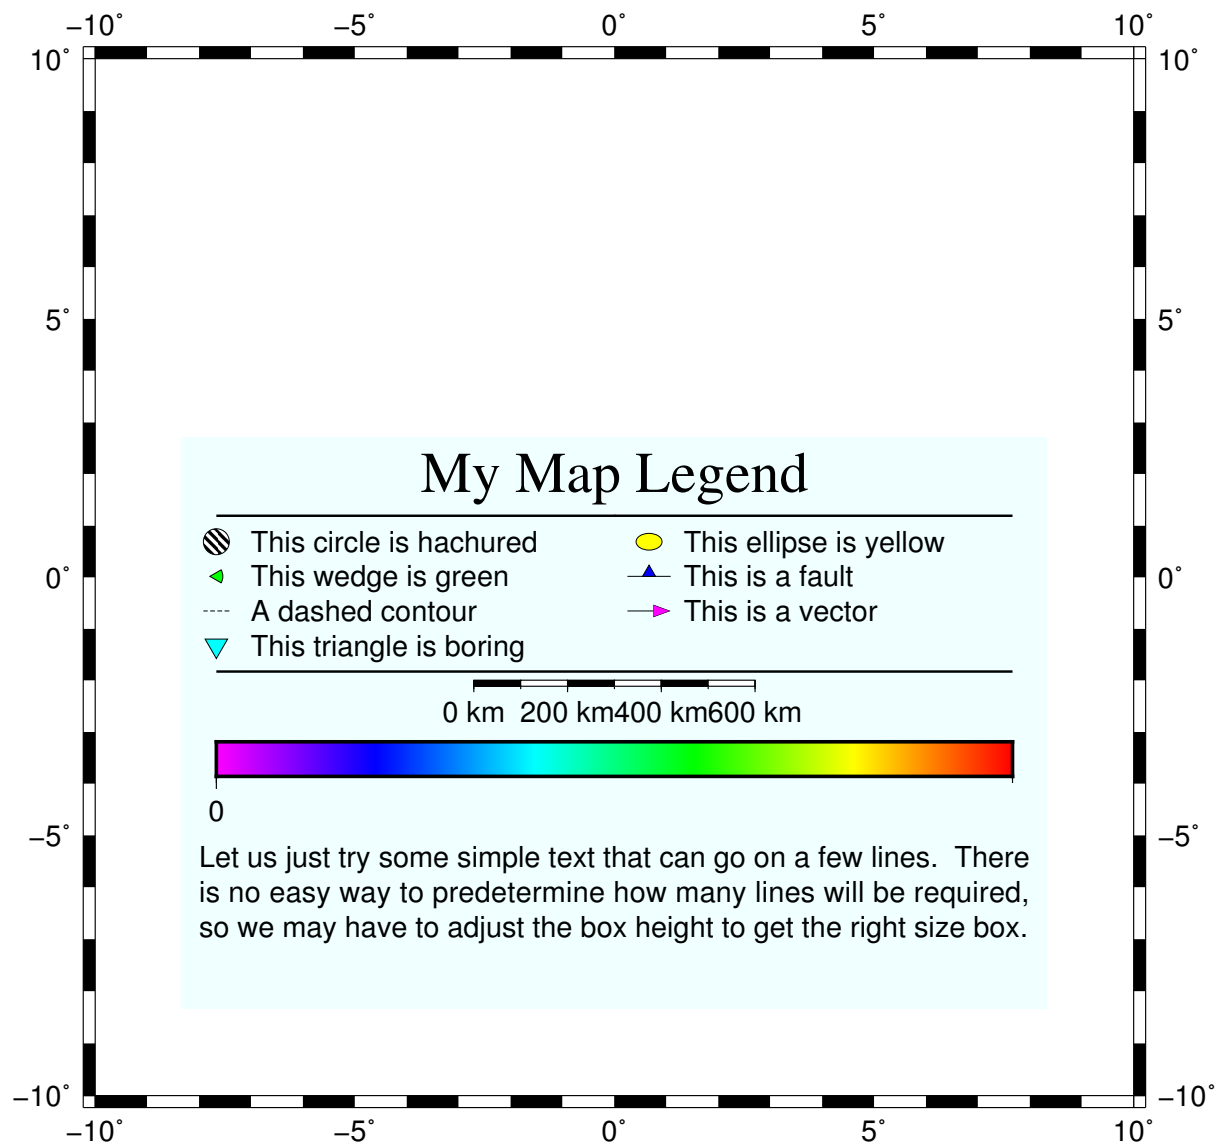 −10° −5° 0° 5° 10°
10° 10°
5° 5°
My Map Legend
This circle is hachured This ellipse is yellow
This wedge is green This is a fault
0° 0°
A dashed contour This is a vector
This triangle is boring
0 km 200 km 400 km 600 km
0
−5° −5°
Let us just try some simple text that can go on a few lines. There
is no easy way to predetermine how many lines will be required,
so we may have to adjust the box height to get the right size box.
−10° −10°
−10° −5° 0° 5° 10°